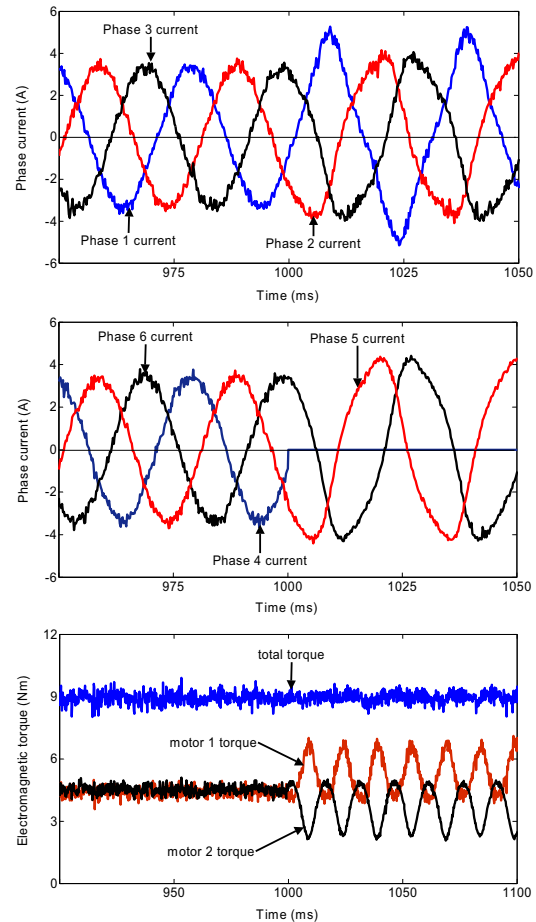 6
Phase 3 current
4
2
0
-2
-4
-6
Phase current (A)
Phase 1 current
Phase 2 current
975
1000
1025
1050
Time (ms)
6
Phase 6 current
Phase 5 current
4
2
0
-2
-4
-6
Phase current (A)
Phase 4 current
975
1000
1025
1050
Time (ms)
12
total torque
9
motor 1 torque
6
3
motor 2 torque
0
Electromagnetic torque (Nm)
950
1000
1050
1100
Time (ms)